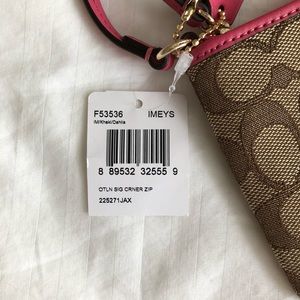 F53536 IMEYS
IM/Khaki/Dahlia
8 89532 32555 9
OTLN SIG CRNER ZIP
225271JAX